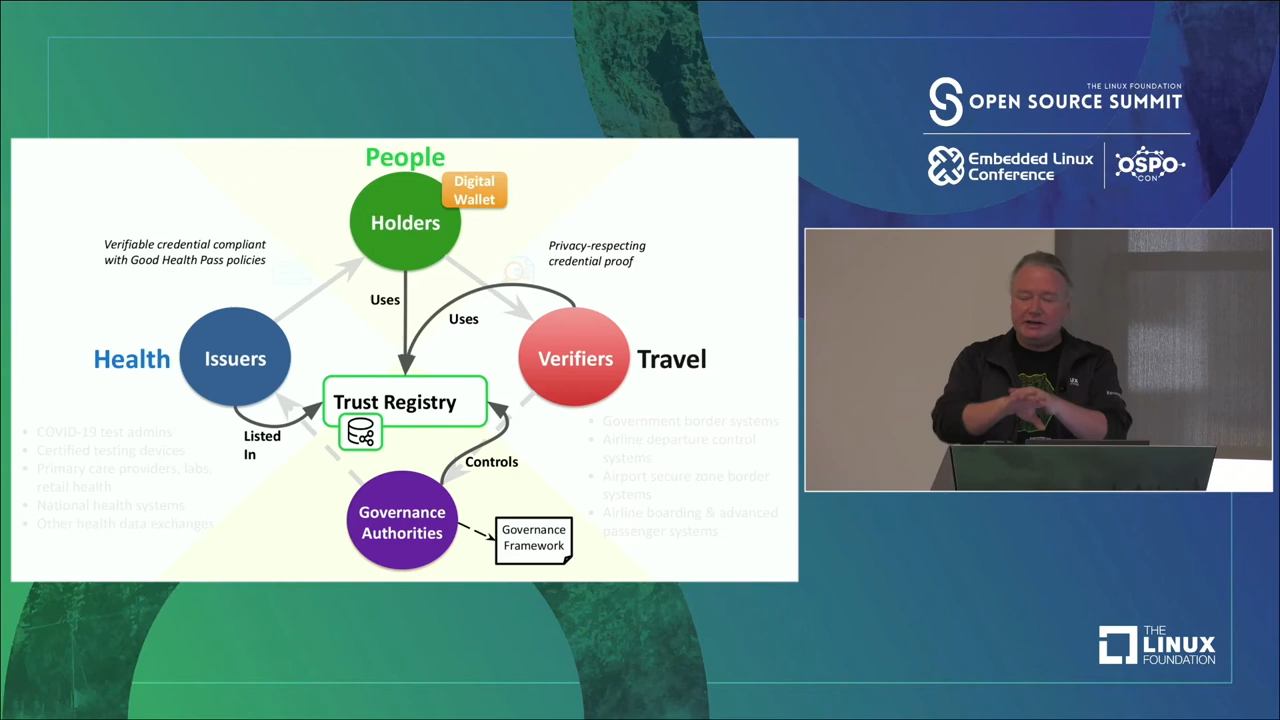 THE LINUX FOUNDATION
OPEN SOURCE SUMMIT
Embedded Linux
Conference
OSPO
CON
People
Digital
Wallet
Holders
Verifiable credential compliant
with Good Health Pass policies
Privacy-respecting
credential proof
Uses
Uses
Health
Issuers
Verifiers
Travel
Trust Registry
Listed
In
Controls
• COVID-19 test admins
• Certified testing devices
• Primary care providers, labs,
retail health
• National health systems
• Other health data exchanges
• Government border systems
• Airline departure control
systems
• Airport secure zone border
systems
• Airline boarding & advanced
passenger systems
Governance
Authorities
Governance
Framework
THE
LINUX
FOUNDATION